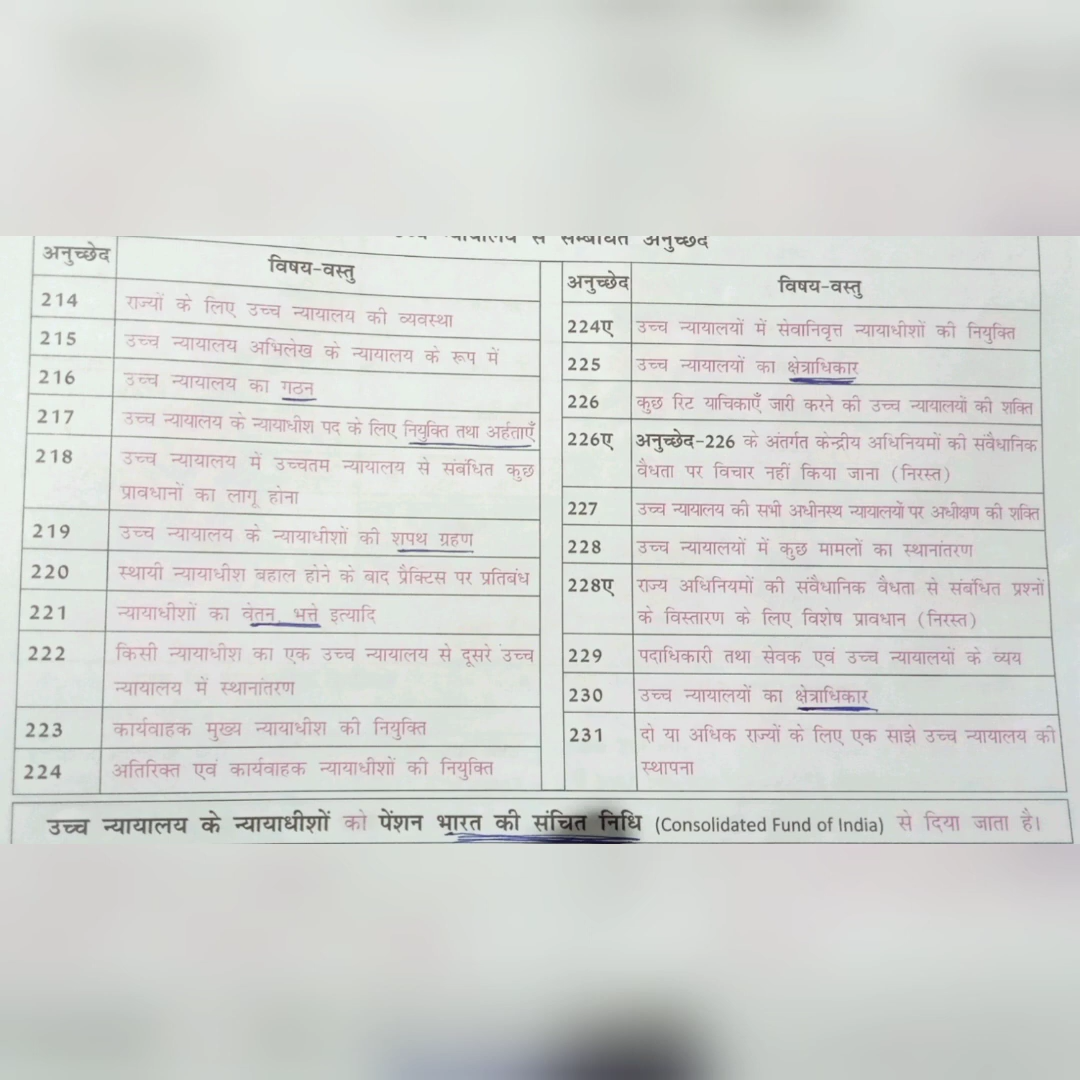 उच्च न्यायालय से सम्बंधित अनुच्छेद
अनुच्छेद विषय-वस्तु
214 राज्यों के लिए उच्च न्यायालय की व्यवस्था
215 उच्च न्यायालय अभिलेख के न्यायालय के रूप में
216 उच्च न्यायालय का गठन
217 उच्च न्यायालय के न्यायाधीश पद के लिए नियुक्ति तथा अर्हताएँ
218 उच्च न्यायालय में उच्चतम न्यायालय से संबंधित कुछ
प्रावधानों का लागू होना
219 उच्च न्यायालय के न्यायाधीशों की शपथ ग्रहण
220 स्थायी न्यायाधीश बहाल होने के बाद प्रैक्टिस पर प्रतिबंध
221 न्यायाधीशों का वेतन, भत्ते इत्यादि
222 किसी न्यायाधीश का एक उच्च न्यायालय से दूसरे उच्च
न्यायालय में स्थानांतरण
223 कार्यवाहक मुख्य न्यायाधीश की नियुक्ति
224 अतिरिक्त एवं कार्यवाहक न्यायाधीशों की नियुक्ति
अनुच्छेद विषय-वस्तु
224ए उच्च न्यायालयों में सेवानिवृत्त न्यायाधीशों की नियुक्ति
225 उच्च न्यायालयों का क्षेत्राधिकार
226 कुछ रिट याचिकाएँ जारी करने की उच्च न्यायालयों की शक्ति
226ए अनुच्छेद-226 के अंतर्गत केन्द्रीय अधिनियमों की संवैधानिक
वैधता पर विचार नहीं किया जाना (निरस्त)
227 उच्च न्यायालय की सभी अधीनस्थ न्यायालयों पर अधीक्षण की शक्ति
228 उच्च न्यायालयों में कुछ मामलों का स्थानांतरण
228ए राज्य अधिनियमों की संवैधानिक वैधता से संबंधित प्रश्नों
के विस्तारण के लिए विशेष प्रावधान (निरस्त)
229 पदाधिकारी तथा सेवक एवं उच्च न्यायालयों के व्यय
230 उच्च न्यायालयों का क्षेत्राधिकार
231 दो या अधिक राज्यों के लिए एक साझे उच्च न्यायालय की
स्थापना
उच्च न्यायालय के न्यायाधीशों को पेंशन भारत की संचित निधि (Consolidated Fund of India) से दिया जाता है।